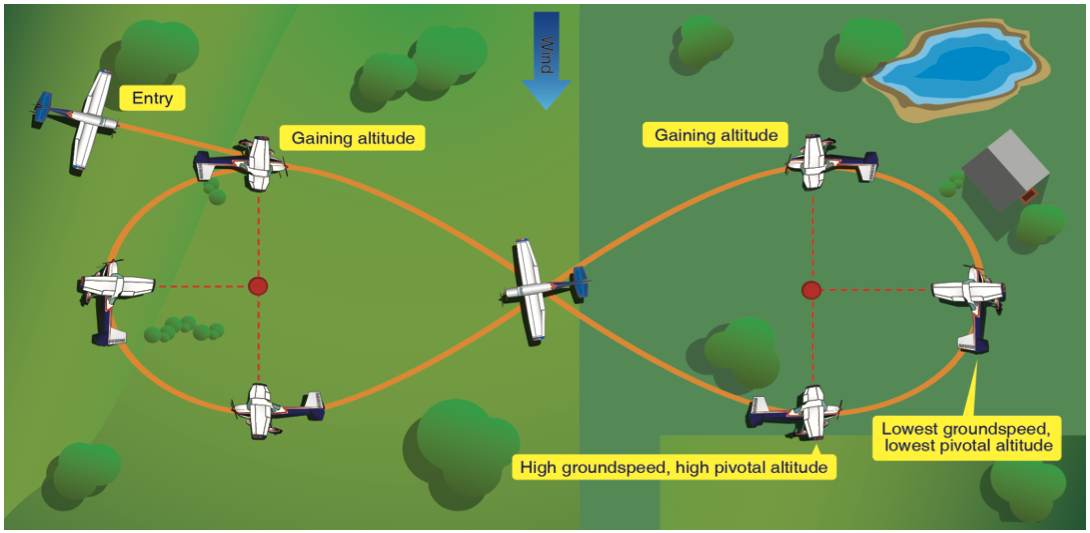 Wind
Entry
Gaining altitude
Gaining altitude
Lowest groundspeed,
lowest pivotal altitude
High groundspeed, high pivotal altitude